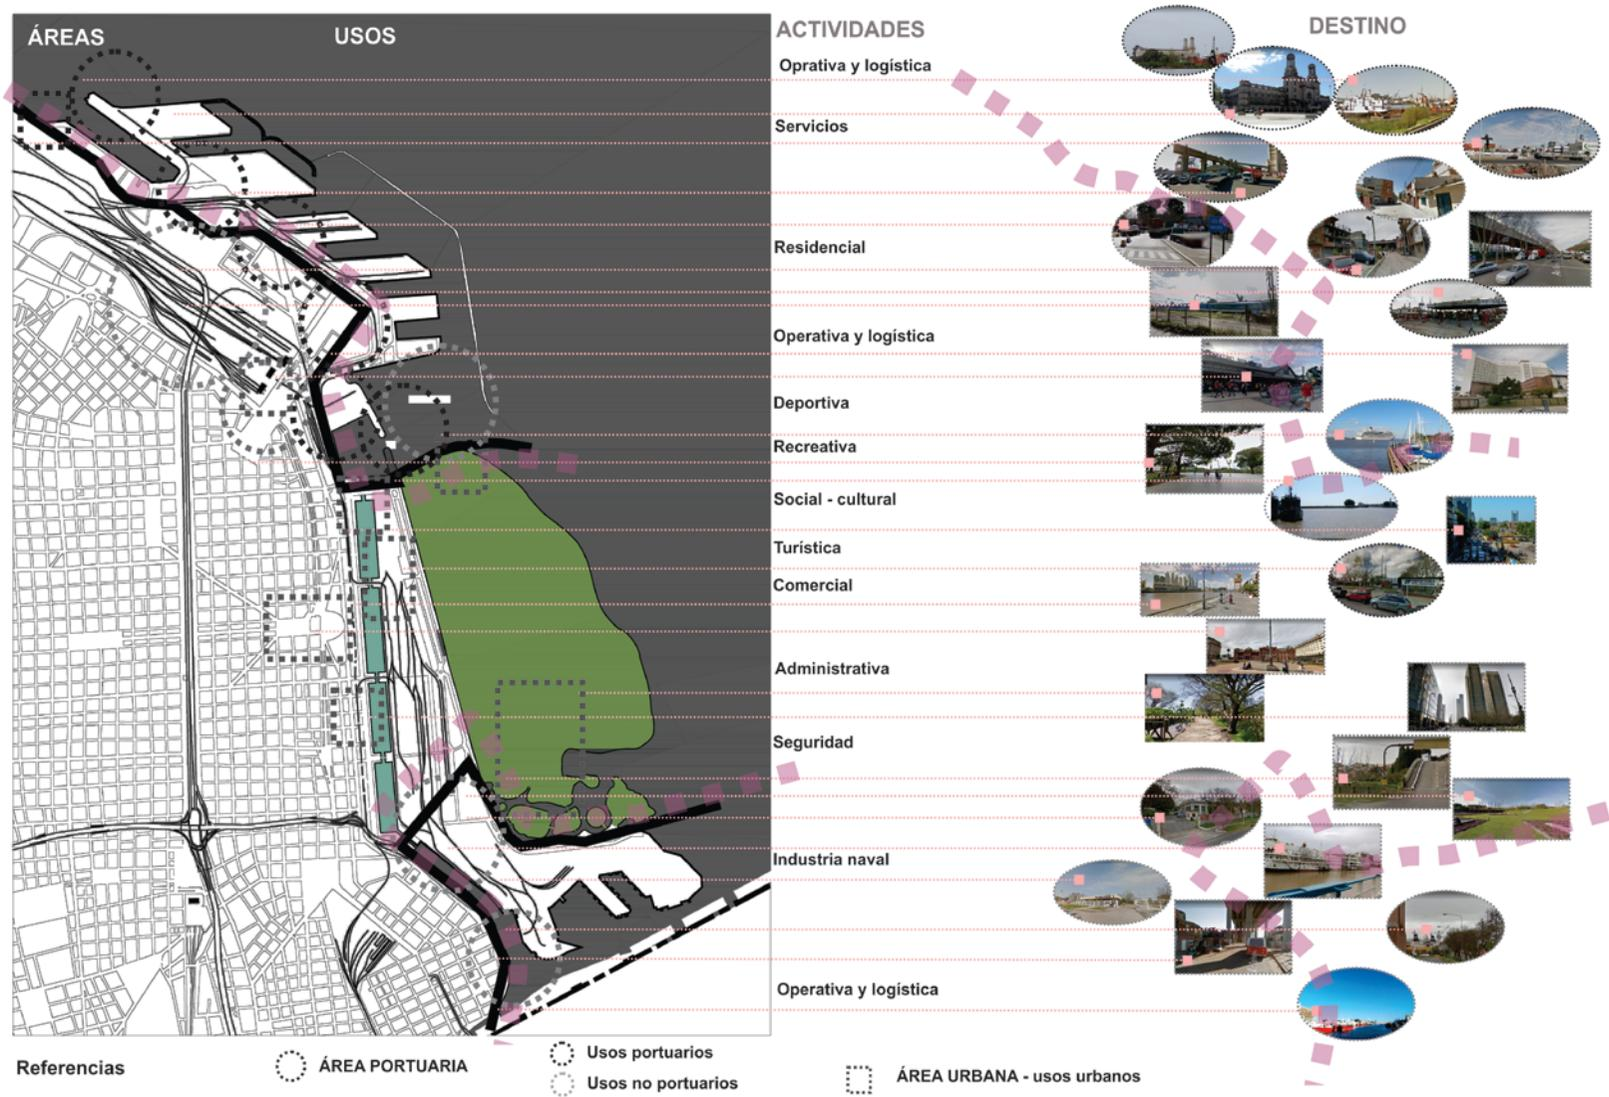 ÁREAS
USOS
ACTIVIDADES
DESTINO
Oprativa y logística
Servicios
Residencial
Operativa y logística
Deportiva
Recreativa
Social - cultural
Turística
Comercial
Administrativa
Seguridad
Industria naval
Operativa y logística
Referencias
ÁREA PORTUARIA
Usos portuarios
Usos no portuarios
ÁREA URBANA - usos urbanos